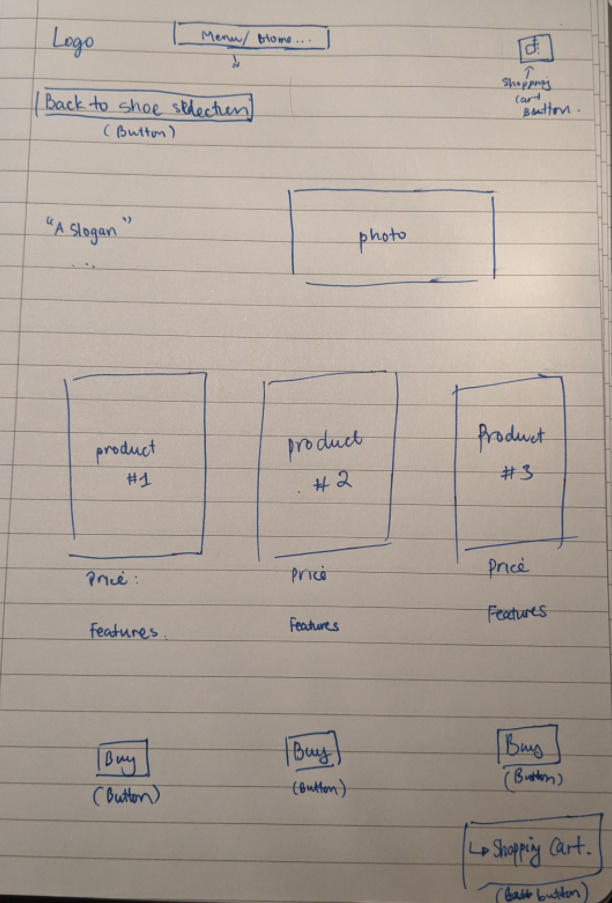 Logo
Menu/Home...
Shopping
cart
Button.
Back to shoe selection
(Button)
"A Slogan"
...
photo
product
#1
product
#2
Product
#3
Price:
Price
Price
Features.
Features
Features
Buy
Buy
Buy
(Button)
(Button)
(Button)
↳ Shopping Cart.
(button)